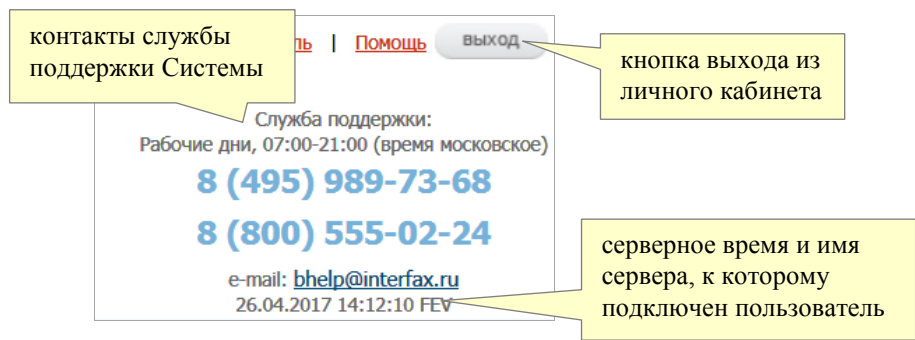 контакты службы
поддержки Системы
ль | Помощь выход
кнопка выхода из
личного кабинета
Служба поддержки:
Рабочие дни, 07:00-21:00 (время московское)
8 (495) 989-73-68
8 (800) 555-02-24
e-mail: bhelp@interfax.ru
26.04.2017 14:12:10 FEV
серверное время и имя
сервера, к которому
подключен пользователь